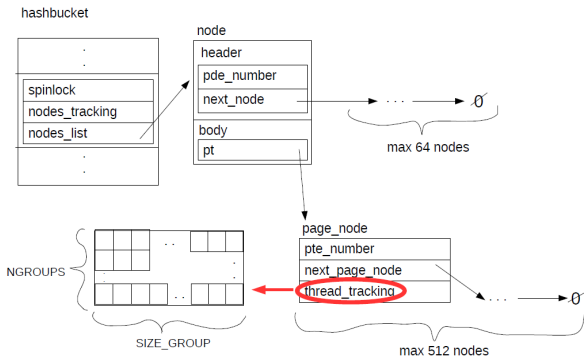 hashbucket
node
header
spinlock
nodes_tracking
nodes_list
pde_number
next_node
body
pt
max 64 nodes
page_node
pte_number
next_page_node
thread_tracking
NGROUPS
SIZE_GROUP
max 512 nodes